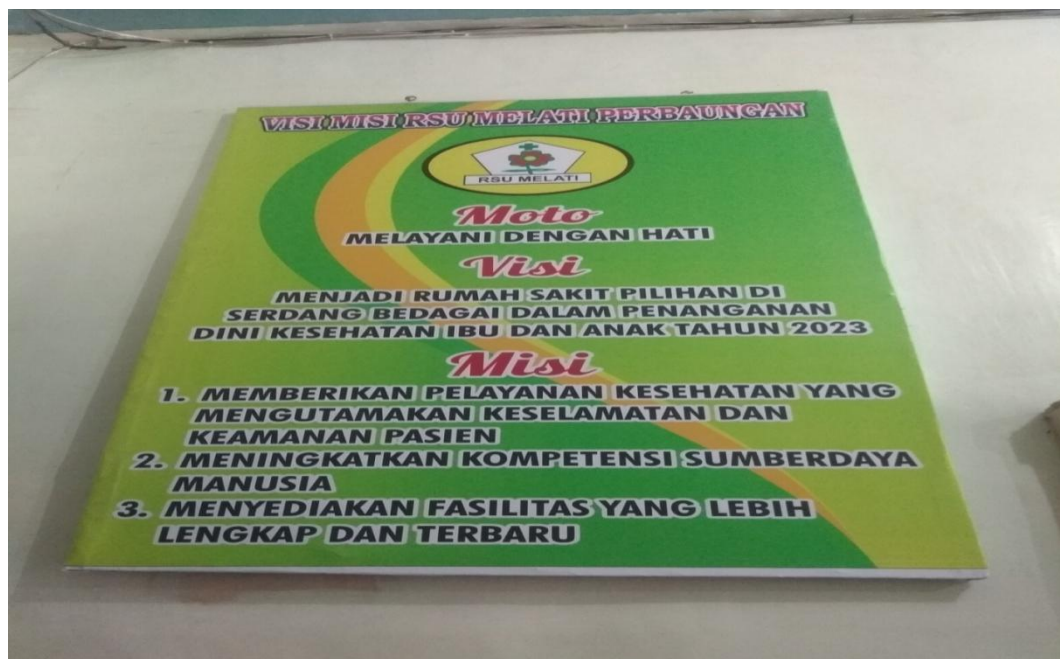 VISI MISI RSU MELATI PERBAUNGAN
RSU MELATI
Moto
MELAYANI DENGAN HATI
Visi
MENJADI RUMAH SAKIT PILIHAN DI
SERDANG BEDAGAI DALAM PENANGANAN
DINI KESEHATAN IBU DAN ANAK TAHUN 2023
Misi
1. MEMBERIKAN PELAYANAN KESEHATAN YANG
MENGUTAMAKAN KESELAMATAN DAN
KEAMANAN PASIEN
2. MENINGKATKAN KOMPETENSI SUMBERDAYA
MANUSIA
3. MENYEDIAKAN FASILITAS YANG LEBIH
LENGKAP DAN TERBARU